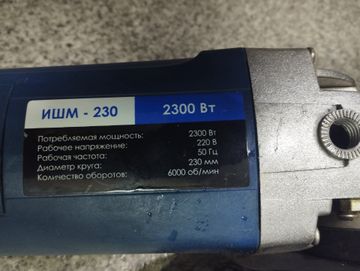 ИШМ - 230 2300 Вт
Потребляемая мощность: 2300 Вт
Рабочее напряжение: 220 В
Рабочая частота: 50 Гц
Диаметр круга: 230 мм
Количество оборотов: 6000 об/мин